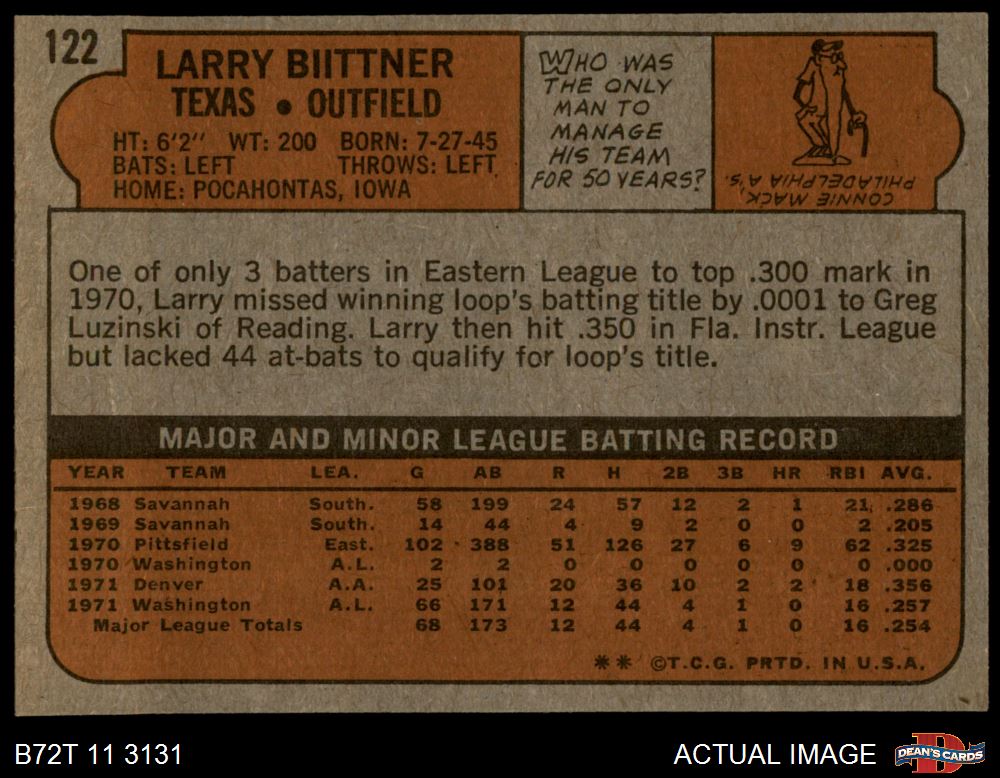 122
LARRY BIITTNER
TEXAS • OUTFIELD
HT: 6'2" WT: 200 BORN: 7-27-45
BATS: LEFT THROWS: LEFT
HOME: POCAHONTAS, IOWA
WHO WAS
THE ONLY
MAN TO
MANAGE
HIS TEAM
FOR 50 YEARS?
CONNIE MACK,
PHILADELPHIA A's.
One of only 3 batters in Eastern League to top .300 mark in
1970, Larry missed winning loop's batting title by .0001 to Greg
Luzinski of Reading. Larry then hit .350 in Fla. Instr. League
but lacked 44 at-bats to qualify for loop's title.
MAJOR AND MINOR LEAGUE BATTING RECORD
YEAR TEAM LEA. G AB R H 2B 3B HR RBI AVG.
1968 Savannah South. 58 199 24 57 12 2 1 21 .286
1969 Savannah South. 14 44 4 9 2 0 0 2 .205
1970 Pittsfield East. 102 388 51 126 27 6 9 62 .325
1970 Washington A.L. 2 2 0 0 0 0 0 0 .000
1971 Denver A.A. 25 101 20 36 10 2 2 18 .356
1971 Washington A.L. 66 171 12 44 4 1 0 16 .257
Major League Totals 68 173 12 44 4 1 0 16 .254
** ©T.C.G. PRTD. IN U.S.A.
B72T 11 3131
ACTUAL IMAGE
D
DEAN'S CARDS